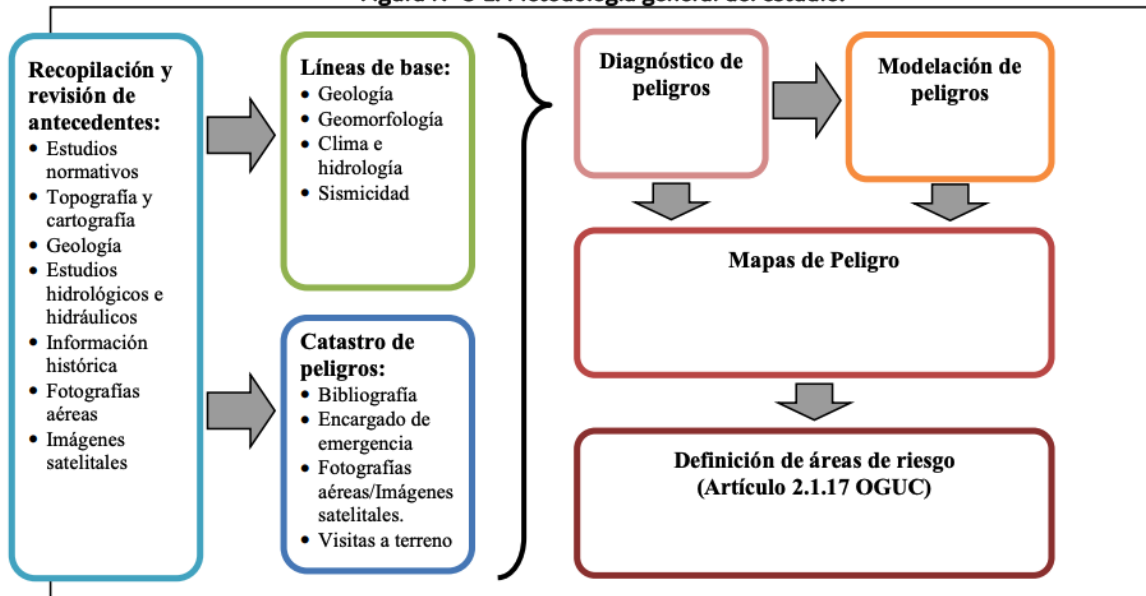 Recopilación y
revisión de
antecedentes:
• Estudios
normativos
• Topografía y
cartografía
• Geología
• Estudios
hidrológicos e
hidráulicos
• Información
histórica
• Fotografías
aéreas
• Imágenes
satelitales
Líneas de base:
• Geología
• Geomorfología
• Clima e
hidrología
• Sismicidad
Catastro de
peligros:
• Bibliografía
• Encargado de
emergencia
• Fotografías
aéreas/Imágenes
satelitales.
• Visitas a terreno
Diagnóstico de
peligros
Modelación de
peligros
Mapas de Peligro
Definición de áreas de riesgo
(Artículo 2.1.17 OGUC)